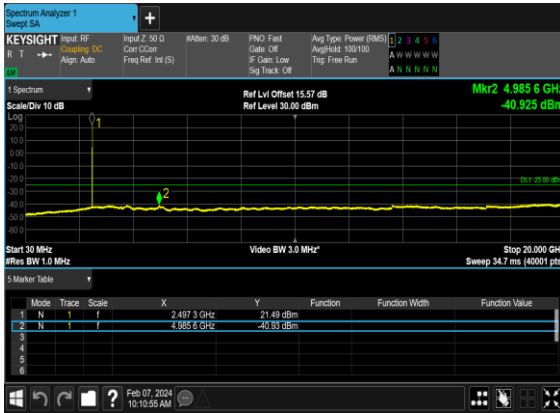 Spectrum Analyzer 1
Swept SA
+
KEYSIGHT Input: RF Input Z: 50 Ω #Atten: 30 dB PNO: Fast Avg Type: Power (RMS) 1 2 3 4 5 6
R T Coupling: DC Corr CCorr Gate: Off Avg|Hold: 100/100 A W W W W W
Align: Auto Freq Ref: Int (S) IF Gain: Low Trig: Free Run
LXI Sig Track: Off A N N N N N
1 Spectrum Ref Lvl Offset 15.57 dB Mkr2 4.985 6 GHz
Scale/Div 10 dB Ref Level 30.00 dBm -40.925 dBm
Log
1
20.0
10.0
0.00
-10.0
-20.0
DL1 -25.00 dBm
-30.0
2
-40.0
-50.0
-60.0
Start 30 MHz Video BW 3.0 MHz* Stop 20.000 GHz
#Res BW 1.0 MHz Sweep 34.7 ms (40001 pts)
5 Marker Table
Mode Trace Scale X Y Function Function Width Function Value
1 N 1 f 2.497 3 GHz 21.49 dBm
2 N 1 f 4.985 6 GHz -40.93 dBm
3
4
5
6
? Feb 07, 2024
10:10:55 AM